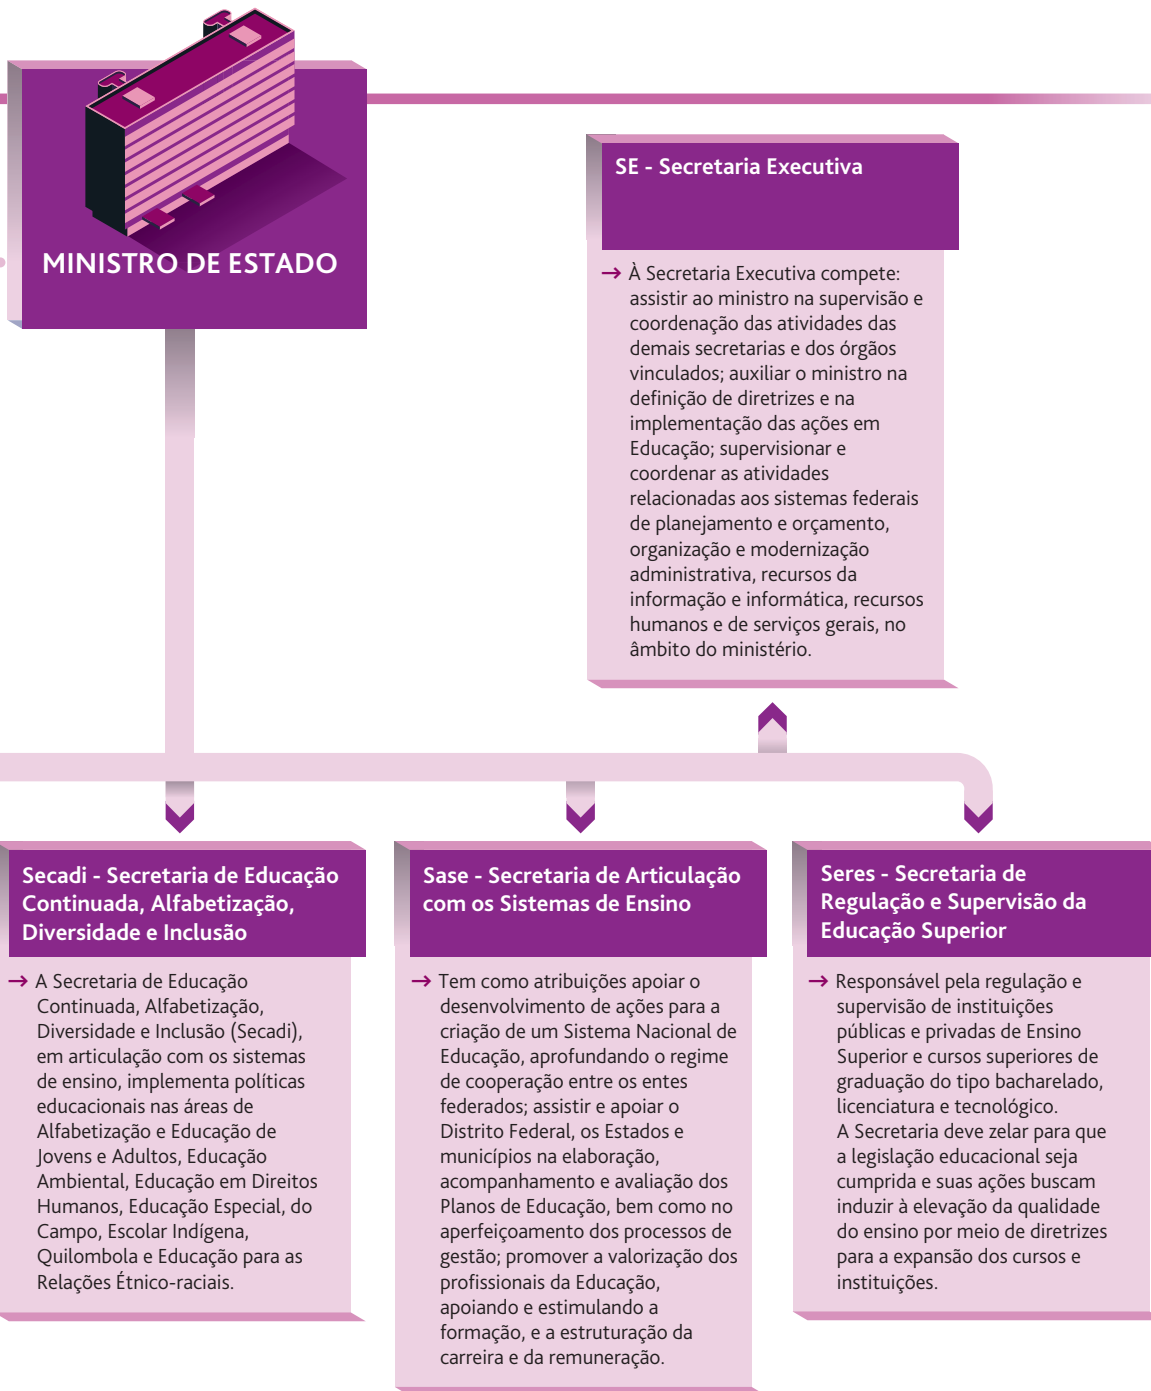 MINISTRO DE ESTADO
SE - Secretaria Executiva
→ À Secretaria Executiva compete:
assistir ao ministro na supervisão e
coordenação das atividades das
demais secretarias e dos órgãos
vinculados; auxiliar o ministro na
definição de diretrizes e na
implementação das ações em
Educação; supervisionar e
coordenar as atividades
relacionadas aos sistemas federais
de planejamento e orçamento,
organização e modernização
administrativa, recursos da
informação e informática, recursos
humanos e de serviços gerais, no
âmbito do ministério.
Secadi - Secretaria de Educação
Continuada, Alfabetização,
Diversidade e Inclusão
→ A Secretaria de Educação
Continuada, Alfabetização,
Diversidade e Inclusão (Secadi),
em articulação com os sistemas
de ensino, implementa políticas
educacionais nas áreas de
Alfabetização e Educação de
Jovens e Adultos, Educação
Ambiental, Educação em Direitos
Humanos, Educação Especial, do
Campo, Escolar Indígena,
Quilombola e Educação para as
Relações Étnico-raciais.
Sase - Secretaria de Articulação
com os Sistemas de Ensino
→ Tem como atribuições apoiar o
desenvolvimento de ações para a
criação de um Sistema Nacional de
Educação, aprofundando o regime
de cooperação entre os entes
federados; assistir e apoiar o
Distrito Federal, os Estados e
municípios na elaboração,
acompanhamento e avaliação dos
Planos de Educação, bem como no
aperfeiçoamento dos processos de
gestão; promover a valorização dos
profissionais da Educação,
apoiando e estimulando a
formação, e a estruturação da
carreira e da remuneração.
Seres - Secretaria de
Regulação e Supervisão da
Educação Superior
→ Responsável pela regulação e
supervisão de instituições
públicas e privadas de Ensino
Superior e cursos superiores de
graduação do tipo bacharelado,
licenciatura e tecnológico.
A Secretaria deve zelar para que
a legislação educacional seja
cumprida e suas ações buscam
induzir à elevação da qualidade
do ensino por meio de diretrizes
para a expansão dos cursos e
instituições.